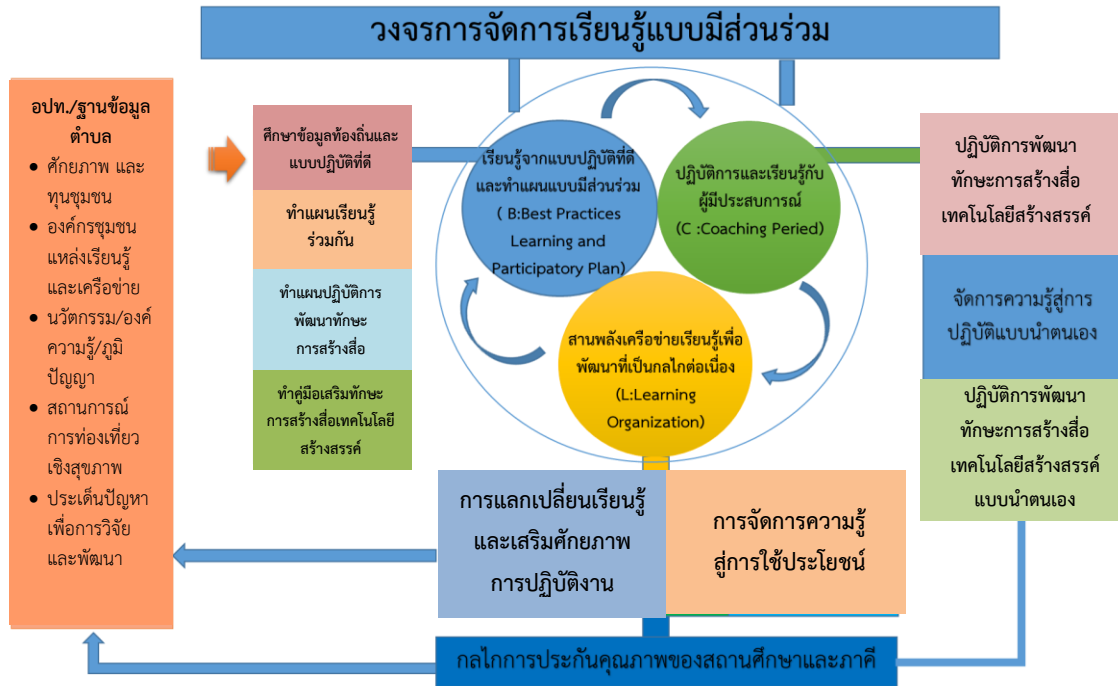 วงจรการจัดการเรียนรู้แบบมีส่วนร่วม
อปท./ฐานข้อมูล
ตำบล
• ศักยภาพ และ
ทุนชุมชน
• องค์กรชุมชน
แหล่งเรียนรู้
และเครือข่าย
• นวัตกรรม/องค์
ความรู้/ภูมิ
ปัญญา
• สถานการณ์
การท่องเที่ยว
เชิงสุขภาพ
• ประเด็นปัญหา
เพื่อการวิจัย
และพัฒนา
ศึกษาข้อมูลท้องถิ่นและ
แบบปฏิบัติที่ดี
ทำแผนเรียนรู้
ร่วมกัน
ทำแผนปฏิบัติการ
พัฒนาทักษะ
การสร้างสื่อ
ทำคู่มือเสริมทักษะ
การสร้างสื่อเทคโนโลยี
สร้างสรรค์
เรียนรู้จากแบบปฏิบัติที่ดี
และทำแผนแบบมีส่วนร่วม
( B:Best Practices
Learning and
Participatory Plan)
ปฏิบัติการและเรียนรู้กับ
ผู้มีประสบการณ์
(C :Coaching Peried)
สานพลังเครือข่ายเรียนรู้เพื่อ
พัฒนาที่เป็นกลไกต่อเนื่อง
(L:Learning
Organization)
ปฏิบัติการพัฒนา
ทักษะการสร้างสื่อ
เทคโนโลยีสร้างสรรค์
จัดการความรู้สู่การ
ปฏิบัติแบบนำตนเอง
ปฏิบัติการพัฒนา
ทักษะการสร้างสื่อ
เทคโนโลยีสร้างสรรค์
แบบนำตนเอง
การแลกเปลี่ยนเรียนรู้
และเสริมศักยภาพ
การปฏิบัติงาน
การจัดการความรู้
สู่การใช้ประโยชน์
กลไกการประกันคุณภาพของสถานศึกษาและภาคี